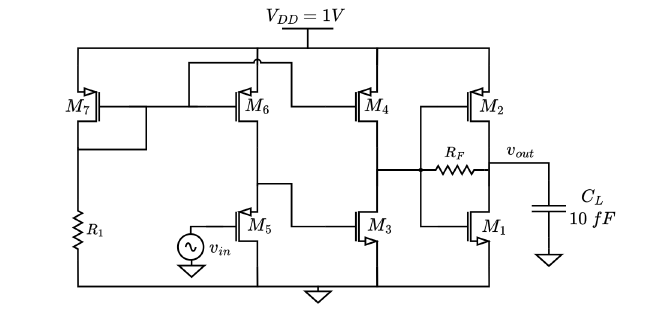 V_DD = 1V
M_7
M_6
M_4
M_2
R_F
v_out
C_L
10 fF
R_1
v_in
M_5
M_3
M_1